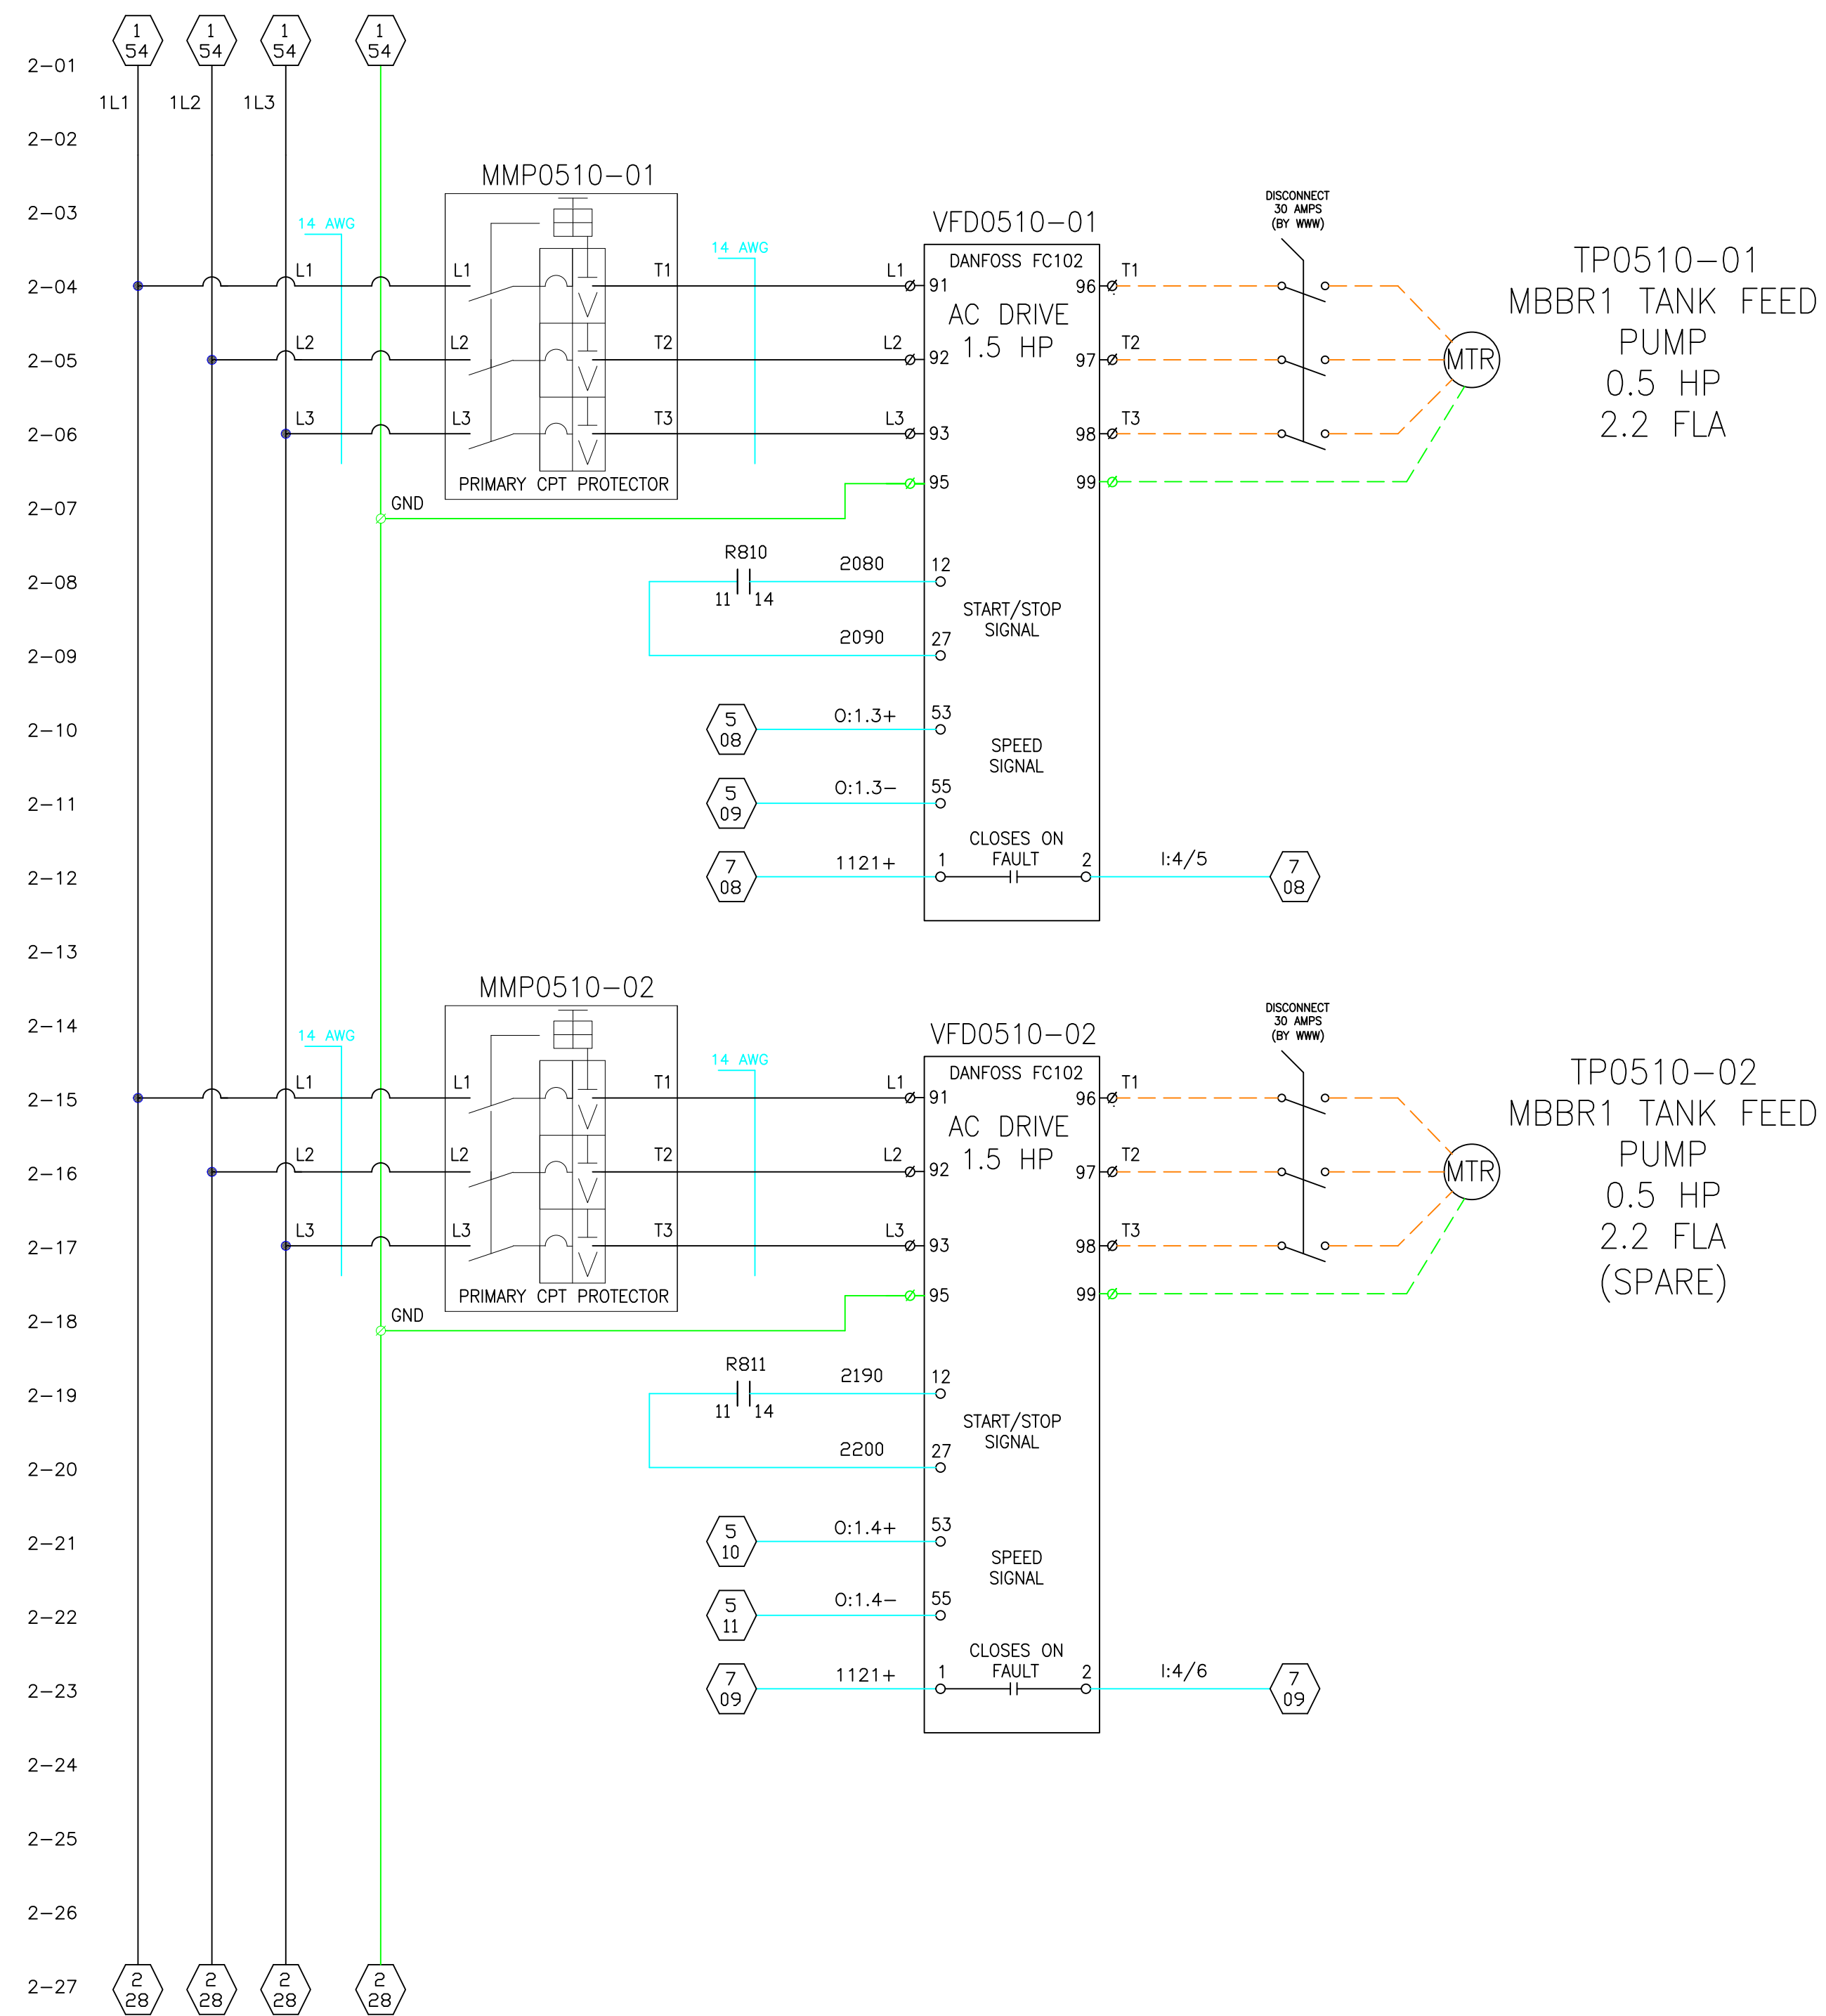 1
54
1
54
1
54
1
54
2-01
1L1
1L2
1L3
2-02
MMP0510-01
2-03
14 AWG
14 AWG
VFD0510-01
DISCONNECT
30 AMPS
(BY WWW)
DANFOSS FC102
TP0510-01
MBBR1 TANK FEED
PUMP
0.5 HP
2.2 FLA
2-04
L1
L1
T1
L1
91
96
T1
AC DRIVE
1.5 HP
2-05
L2
L2
T2
L2
92
97
T2
MTR
2-06
L3
L3
T3
L3
93
98
T3
PRIMARY CPT PROTECTOR
95
99
2-07
GND
R810
2080
12
2-08
11
14
START/STOP
SIGNAL
2-09
2090
27
2-10
5
08
O:1.3+
53
SPEED
SIGNAL
2-11
5
09
O:1.3-
55
CLOSES ON
FAULT
2-12
7
08
1121+
1
2
I:4/5
7
08
2-13
MMP0510-02
2-14
14 AWG
14 AWG
VFD0510-02
DISCONNECT
30 AMPS
(BY WWW)
DANFOSS FC102
TP0510-02
MBBR1 TANK FEED
PUMP
0.5 HP
2.2 FLA
(SPARE)
2-15
L1
L1
T1
L1
91
96
T1
AC DRIVE
1.5 HP
2-16
L2
L2
T2
L2
92
97
T2
MTR
2-17
L3
L3
T3
L3
93
98
T3
PRIMARY CPT PROTECTOR
95
99
2-18
GND
R811
2190
12
2-19
11
14
START/STOP
SIGNAL
2-20
2200
27
2-21
5
10
O:1.4+
53
SPEED
SIGNAL
2-22
5
11
O:1.4-
55
CLOSES ON
FAULT
2-23
7
09
1121+
1
2
I:4/6
7
09
2-24
2-25
2-26
2-27
2
28
2
28
2
28
2
28